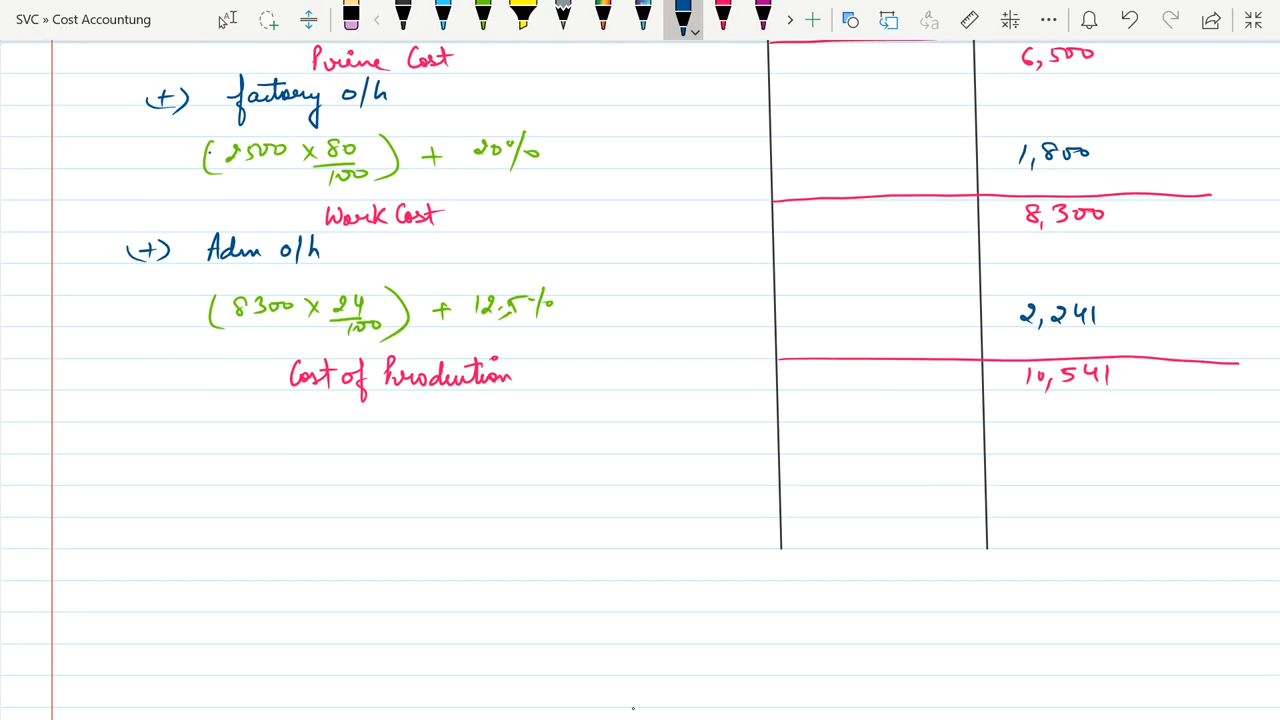 SVC » Cost Accountung
Prime Cost 6,500
(+) factory o/h
(2500 × 80/100) + 20% 1,800
Work Cost 8,300
(+) Adm o/h
(8300 × 24/100) + 12.5% 2,241
Cost of Production 10,541